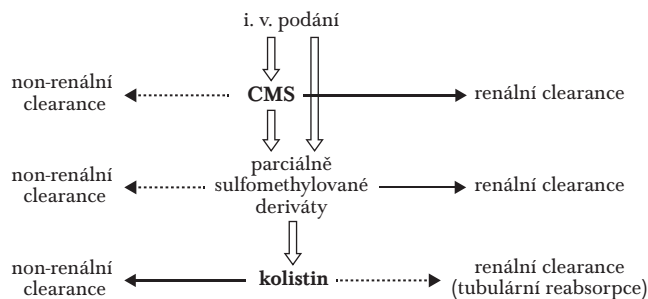 i. v. podání
non-renální
clearance
CMS
renální clearance
parciálně
sulfomethylované
deriváty
non-renální
clearance
renální clearance
non-renální
clearance
kolistin
renální clearance
(tubulární reabsorpce)